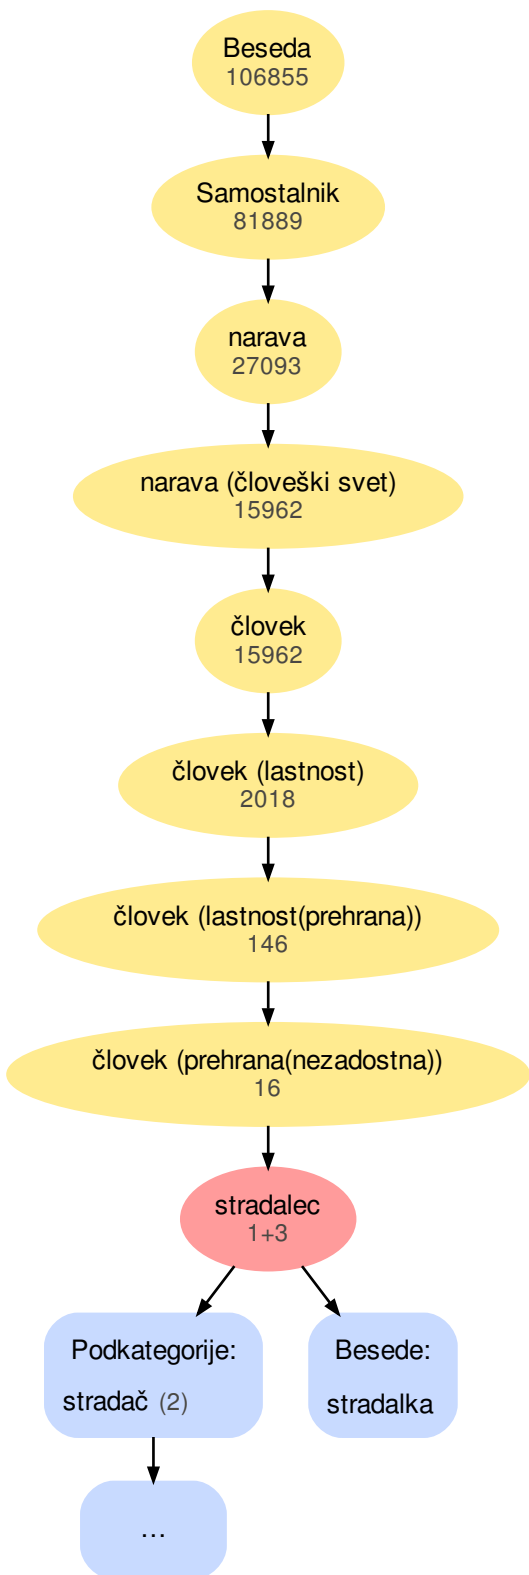 Beseda
106855
Samostalnik
81889
narava
27093
narava (človeški svet)
15962
človek
15962
človek (lastnost)
2018
človek (lastnost(prehrana))
146
človek (prehrana(nezadostna))
16
stradalec
1+3
Podkategorije:
stradač (2)
Besede:
stradalka
...